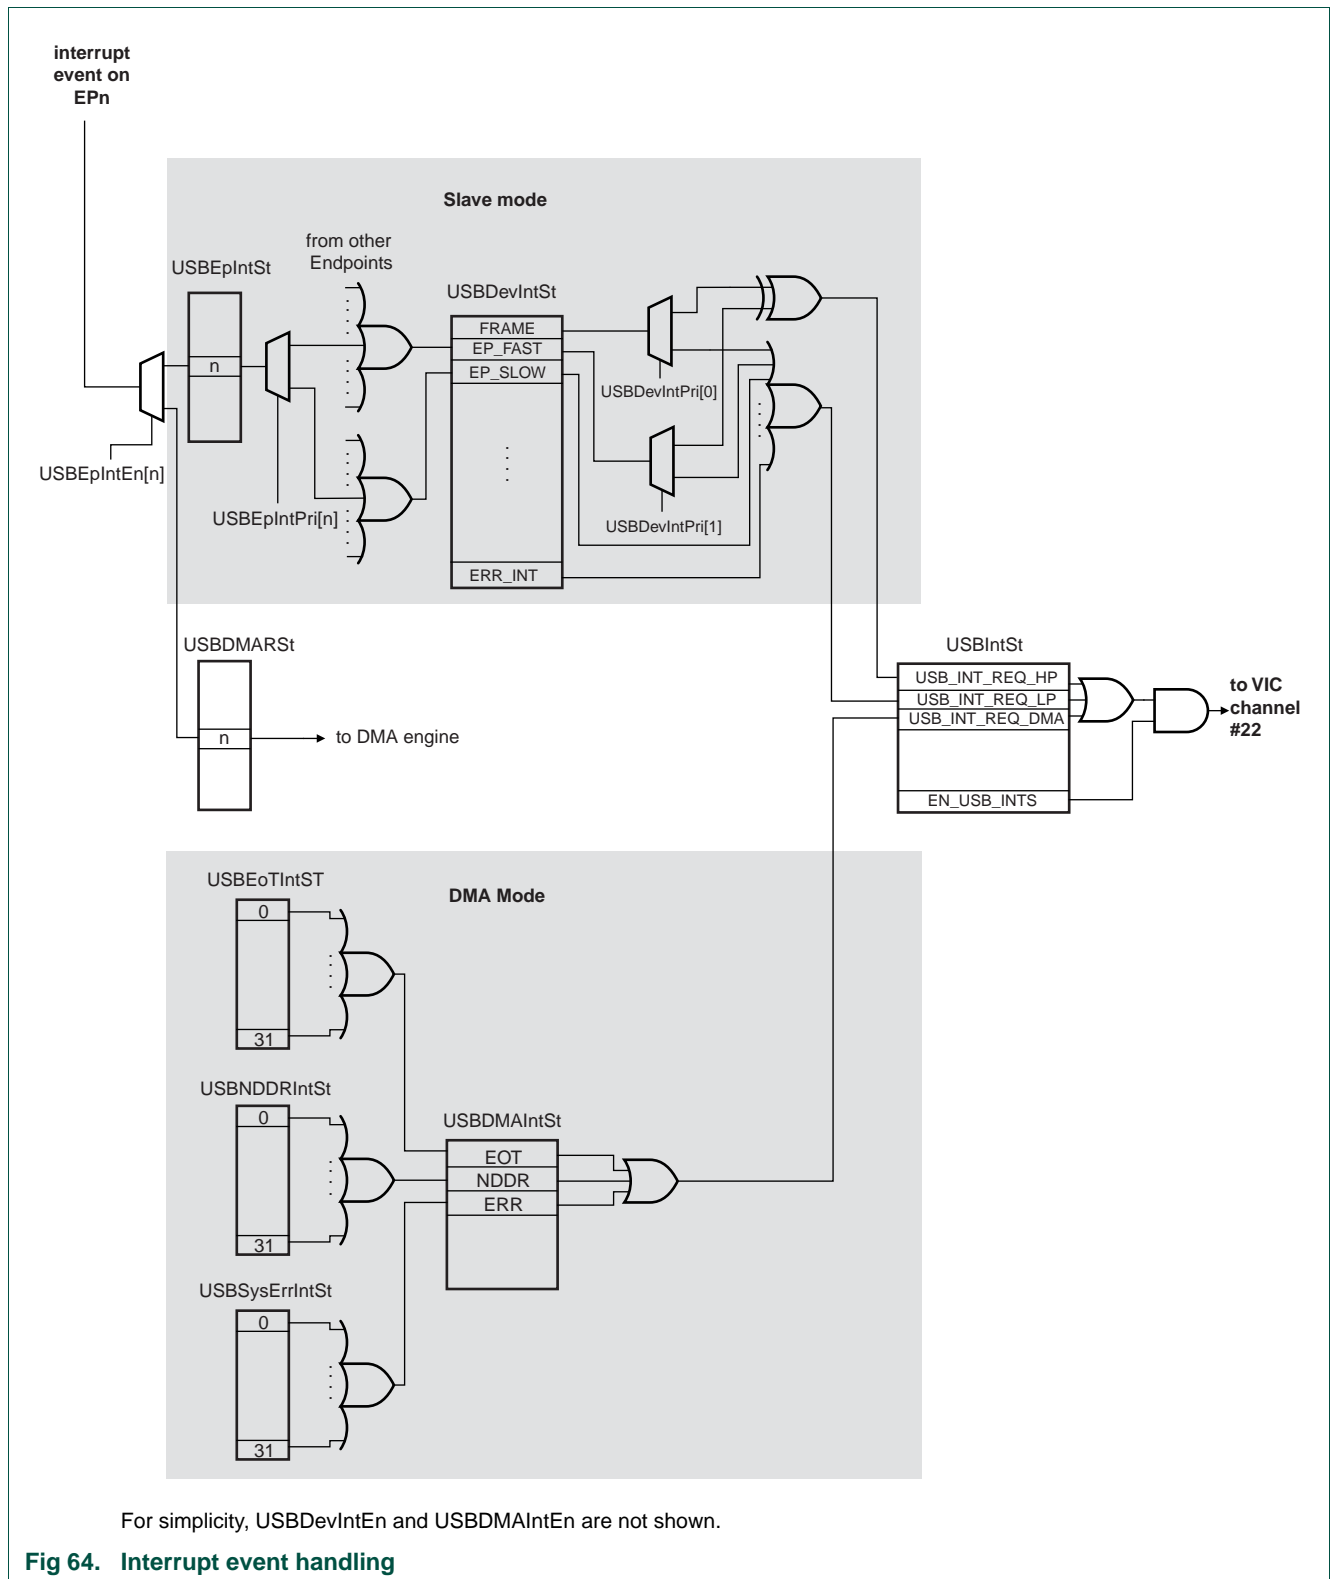 interrupt
event on
EPn
Slave mode
from other
Endpoints
USBEpIntSt
USBDevIntSt
FRAME
EP_FAST
EP_SLOW
n
USBDevIntPri[0]
USBEpIntEn[n]
USBEpIntPri[n]
USBDevIntPri[1]
ERR_INT
USBDMARSt
n
to DMA engine
USBIntSt
USB_INT_REQ_HP
USB_INT_REQ_LP
USB_INT_REQ_DMA
EN_USB_INTS
to VIC
channel
#22
DMA Mode
USBEoTIntST
0
31
USBNDDRIntSt
0
31
USBDMAIntSt
EOT
NDDR
ERR
USBSysErrIntSt
0
31
For simplicity, USBDevIntEn and USBDMAIntEn are not shown.
Fig 64. Interrupt event handling